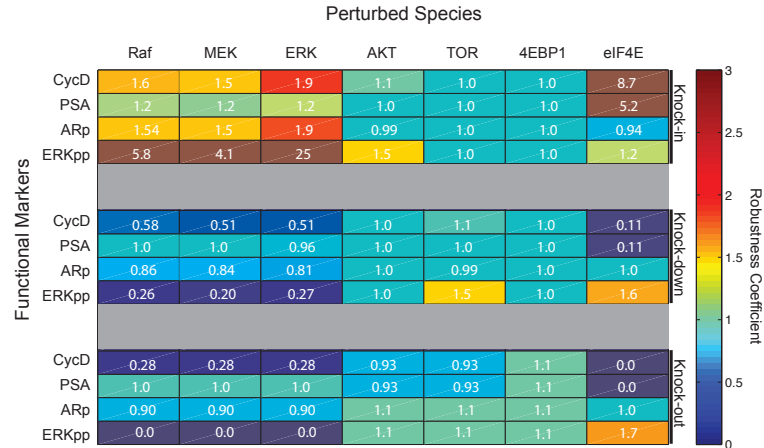 Perturbed Species
Raf MEK ERK AKT TOR 4EBP1 eIF4E
Functional Markers
CycD 1.6 1.5 1.9 1.1 1.0 1.0 8.7
PSA 1.2 1.2 1.2 1.0 1.0 1.0 5.2
ARp 1.54 1.5 1.9 0.99 1.0 1.0 0.94
ERKpp 5.8 4.1 25 1.5 1.0 1.0 1.2
Knock-in
CycD 0.58 0.51 0.51 1.0 1.1 1.0 0.11
PSA 1.0 1.0 0.96 1.0 1.0 1.0 0.11
ARp 0.86 0.84 0.81 1.0 0.99 1.0 1.0
ERKpp 0.26 0.20 0.27 1.0 1.5 1.0 1.6
Knock-down
CycD 0.28 0.28 0.28 0.93 0.93 1.1 0.0
PSA 1.0 1.0 1.0 0.93 0.93 1.1 0.0
ARp 0.90 0.90 0.90 1.1 1.1 1.1 1.0
ERKpp 0.0 0.0 0.0 1.1 1.1 1.1 1.7
Knock-out
3
2.5
2
1.5
1
0.5
0
Robustness Coefficient